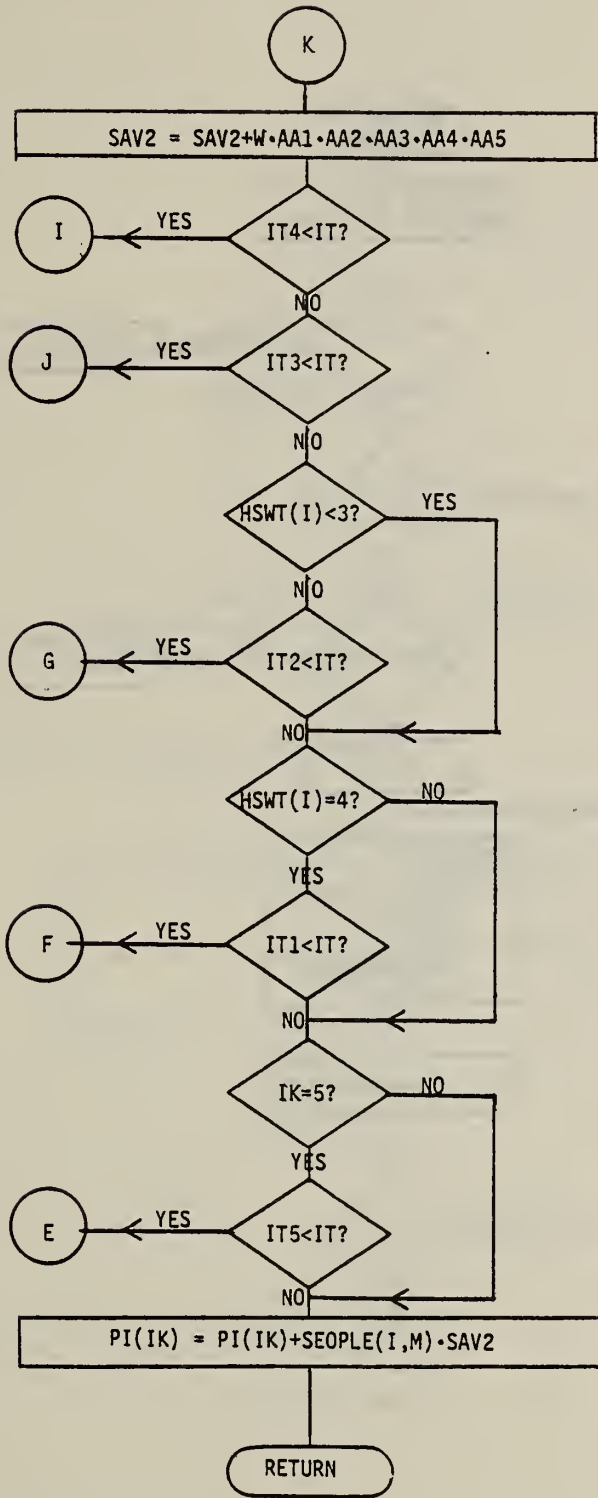 K
SAV2 = SAV2+W·AA1·AA2·AA3·AA4·AA5
I
YES
IT4<IT?
NO
J
YES
IT3<IT?
NO
HSWT(I)<3?
YES
NO
G
YES
IT2<IT?
NO
HSWT(I)=4?
NO
YES
F
YES
IT1<IT?
NO
IK=5?
NO
YES
E
YES
IT5<IT?
NO
PI(IK) = PI(IK)+SEOPLE(I,M)·SAV2
RETURN